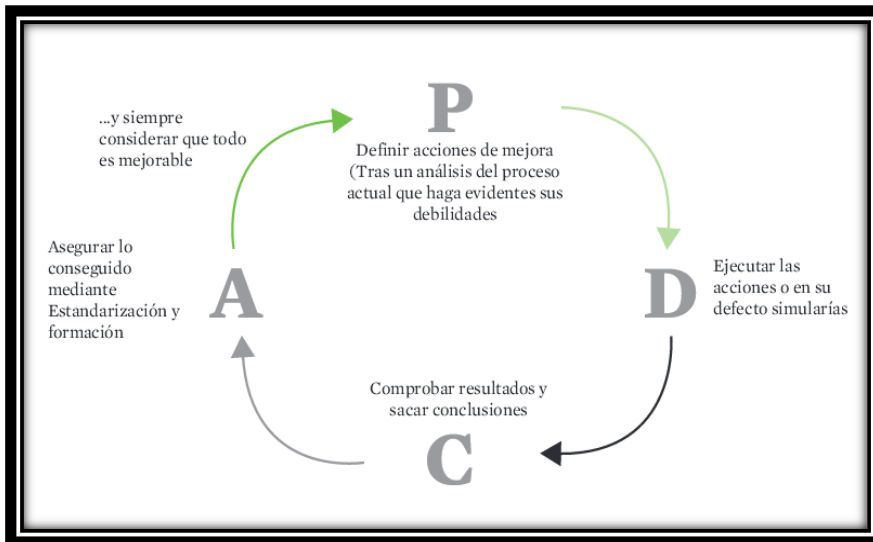 P
Definir acciones de mejora
(Tras un análisis del proceso
actual que haga evidentes sus
debilidades
D
Ejecutar las
acciones o en su
defecto simularías
Comprobar resultados y
sacar conclusiones
C
A
Asegurar lo
conseguido
mediante
Estandarización y
formación
...y siempre
considerar que todo
es mejorable